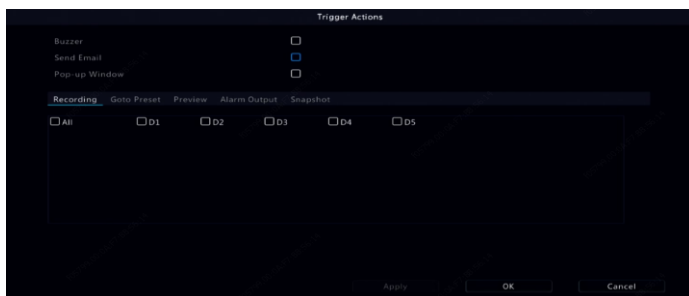 Trigger Actions
Buzzer
Send Email
Pop-up Window
Recording Goto Preset Preview Alarm Output Snapshot
All D1 D2 D3 D4 D5
Apply OK Cancel